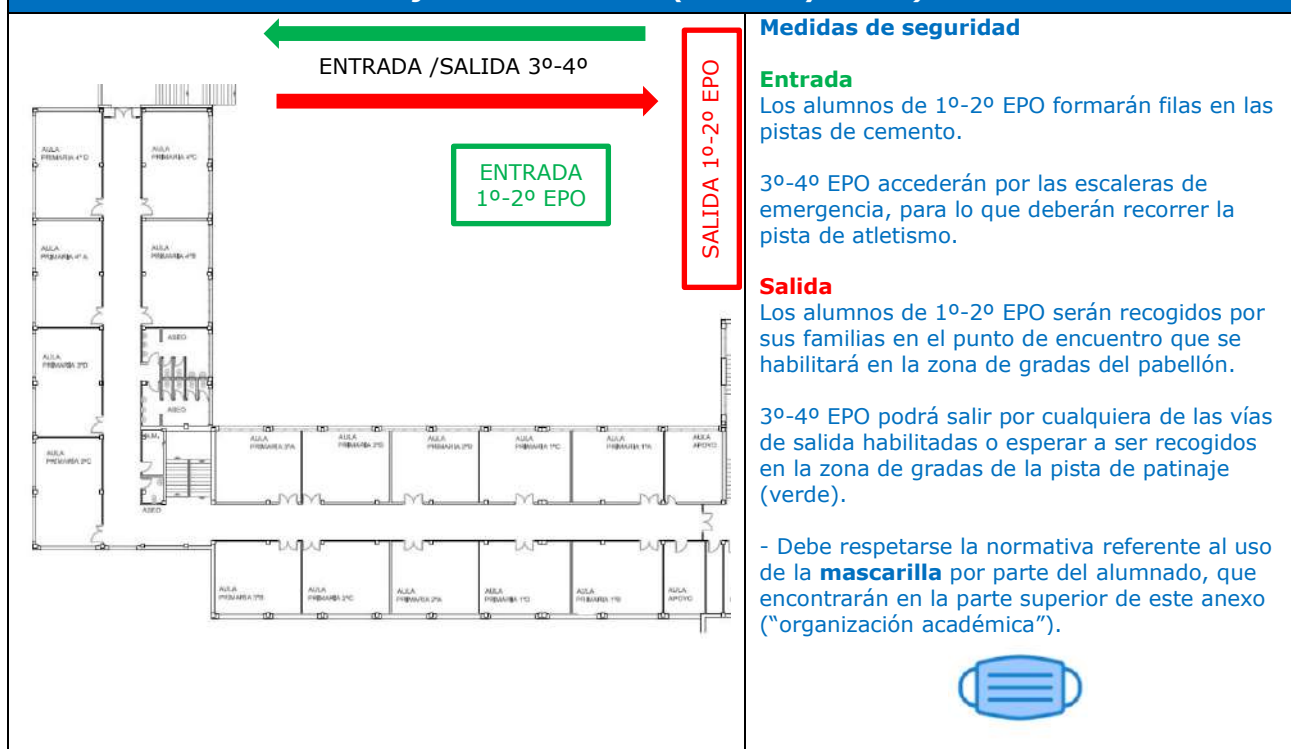 ENTRADA /SALIDA 3º-4º
SALIDA 1º-2º EPO
ENTRADA
1º-2º EPO
AULA
PRIMARIA 4º D
AULA
PRIMARIA 4ºC
AULA
PRIMARIA 4º A
AULA
PRIMARIA 4ºB
AULA
PRIMARIA 3ºD
ASEO
ASEO
AULA
ASEO
AULA
AULA
AULA
AULA
AULA
AULA
APOYO
AULA
AULA
AULA
AULA
AULA
AULA
APOYO
Medidas de seguridad
Entrada
Los alumnos de 1º-2º EPO formarán filas en las
pistas de cemento.
3º-4º EPO accederán por las escaleras de
emergencia, para lo que deberán recorrer la
pista de atletismo.
Salida
Los alumnos de 1º-2º EPO serán recogidos por
sus familias en el punto de encuentro que se
habilitará en la zona de gradas del pabellón.
3º-4º EPO podrá salir por cualquiera de las vías
de salida habilitadas o esperar a ser recogidos
en la zona de gradas de la pista de patinaje
(verde).
- Debe respetarse la normativa referente al uso
de la mascarilla por parte del alumnado, que
encontrarán en la parte superior de este anexo
("organización académica").